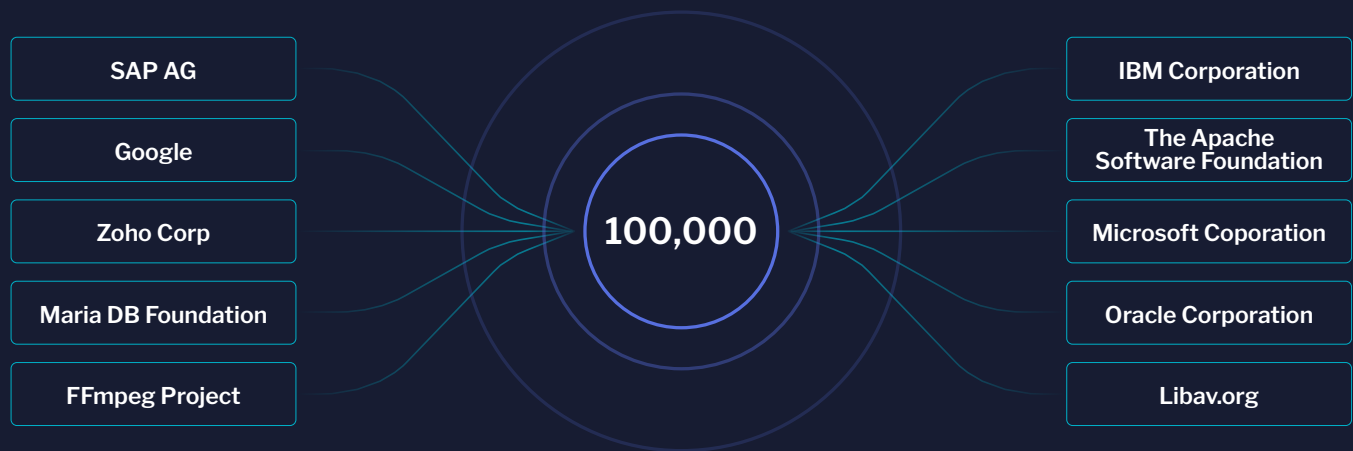 SAP AG
Google
Zoho Corp
Maria DB Foundation
FFmpeg Project
100,000
IBM Corporation
The Apache
Software Foundation
Microsoft Coporation
Oracle Corporation
Libav.org